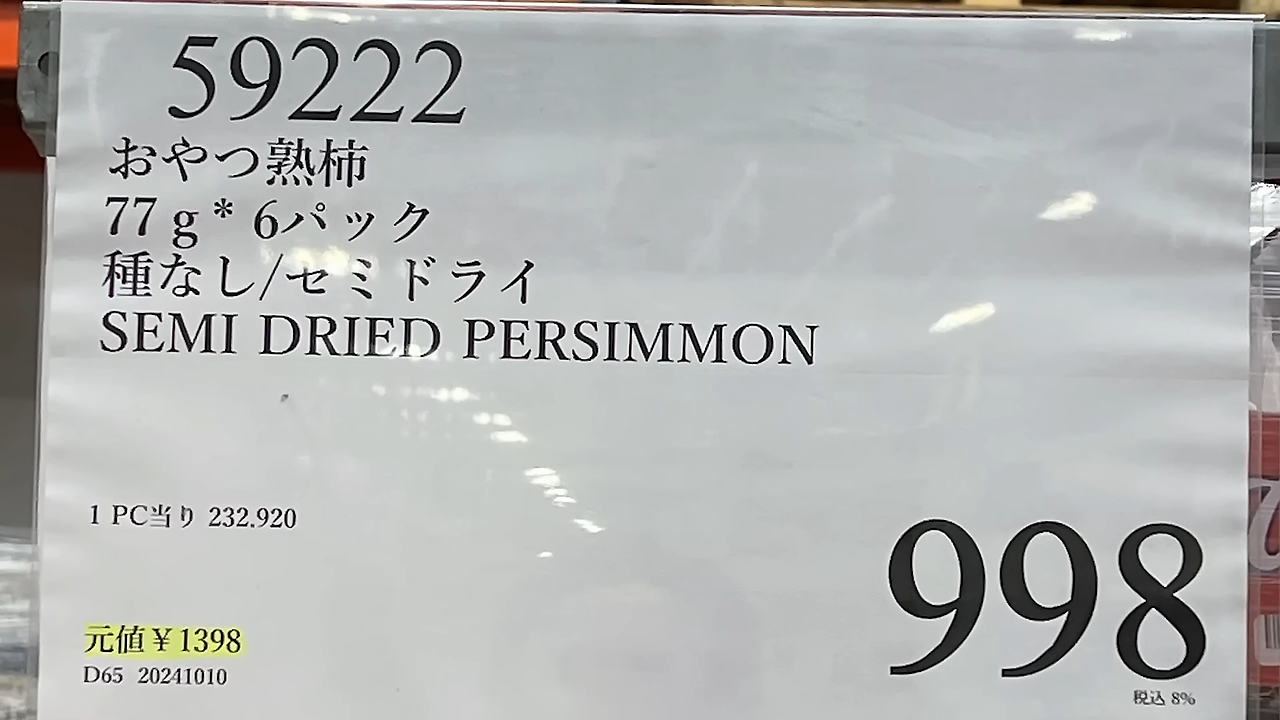 59222
おやつ熟柿
77ｇ* 6パック
種なし/セミドライ
SEMI DRIED PERSIMMON
1 PC当り 232.920
998
元値￥1398
D65 20241010
税込 8%